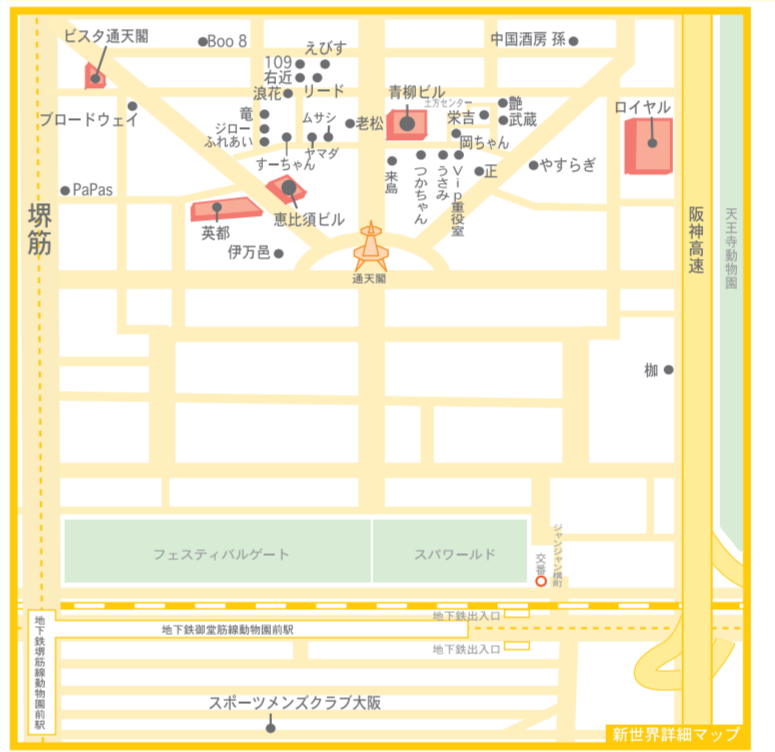 ビスタ通天閣
Boo 8
えびす
中国酒房 孫
109
右近
浪花
リード
青柳ビル
土方センター
艶
武蔵
栄吉
ロイヤル
ブロードウェイ
竜
ジロー
ふれあい
ムサシ
老松
岡ちゃん
すーちゃん
ヤマダ
来島
つかちゃん
うさみ
Vip重役室
正
やすらぎ
PaPas
堺筋
英都
恵比須ビル
伊万邑
通天閣
阪神高速
天王寺動物園
枷
フェスティバルゲート
スパワールド
交番
ジャンジャン横町
地下鉄出入口
地下鉄御堂筋線動物園前駅
地下鉄出入口
地下鉄堺筋線動物園前駅
スポーツメンズクラブ大阪
新世界詳細マップ